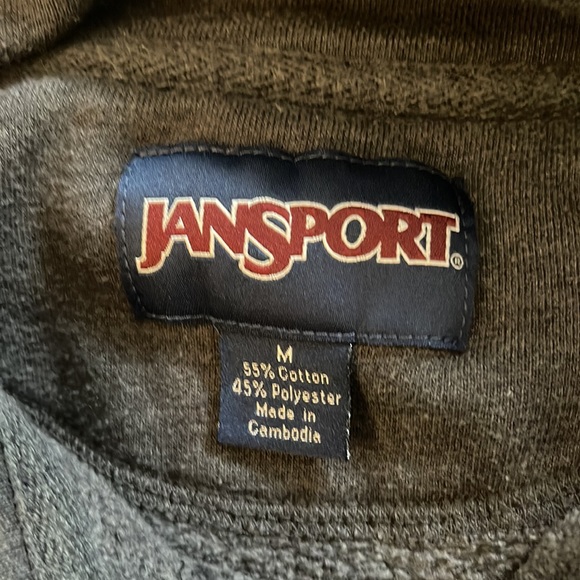 JANSPORT®
M
55% Cotton
45% Polyester
Made in
Cambodia